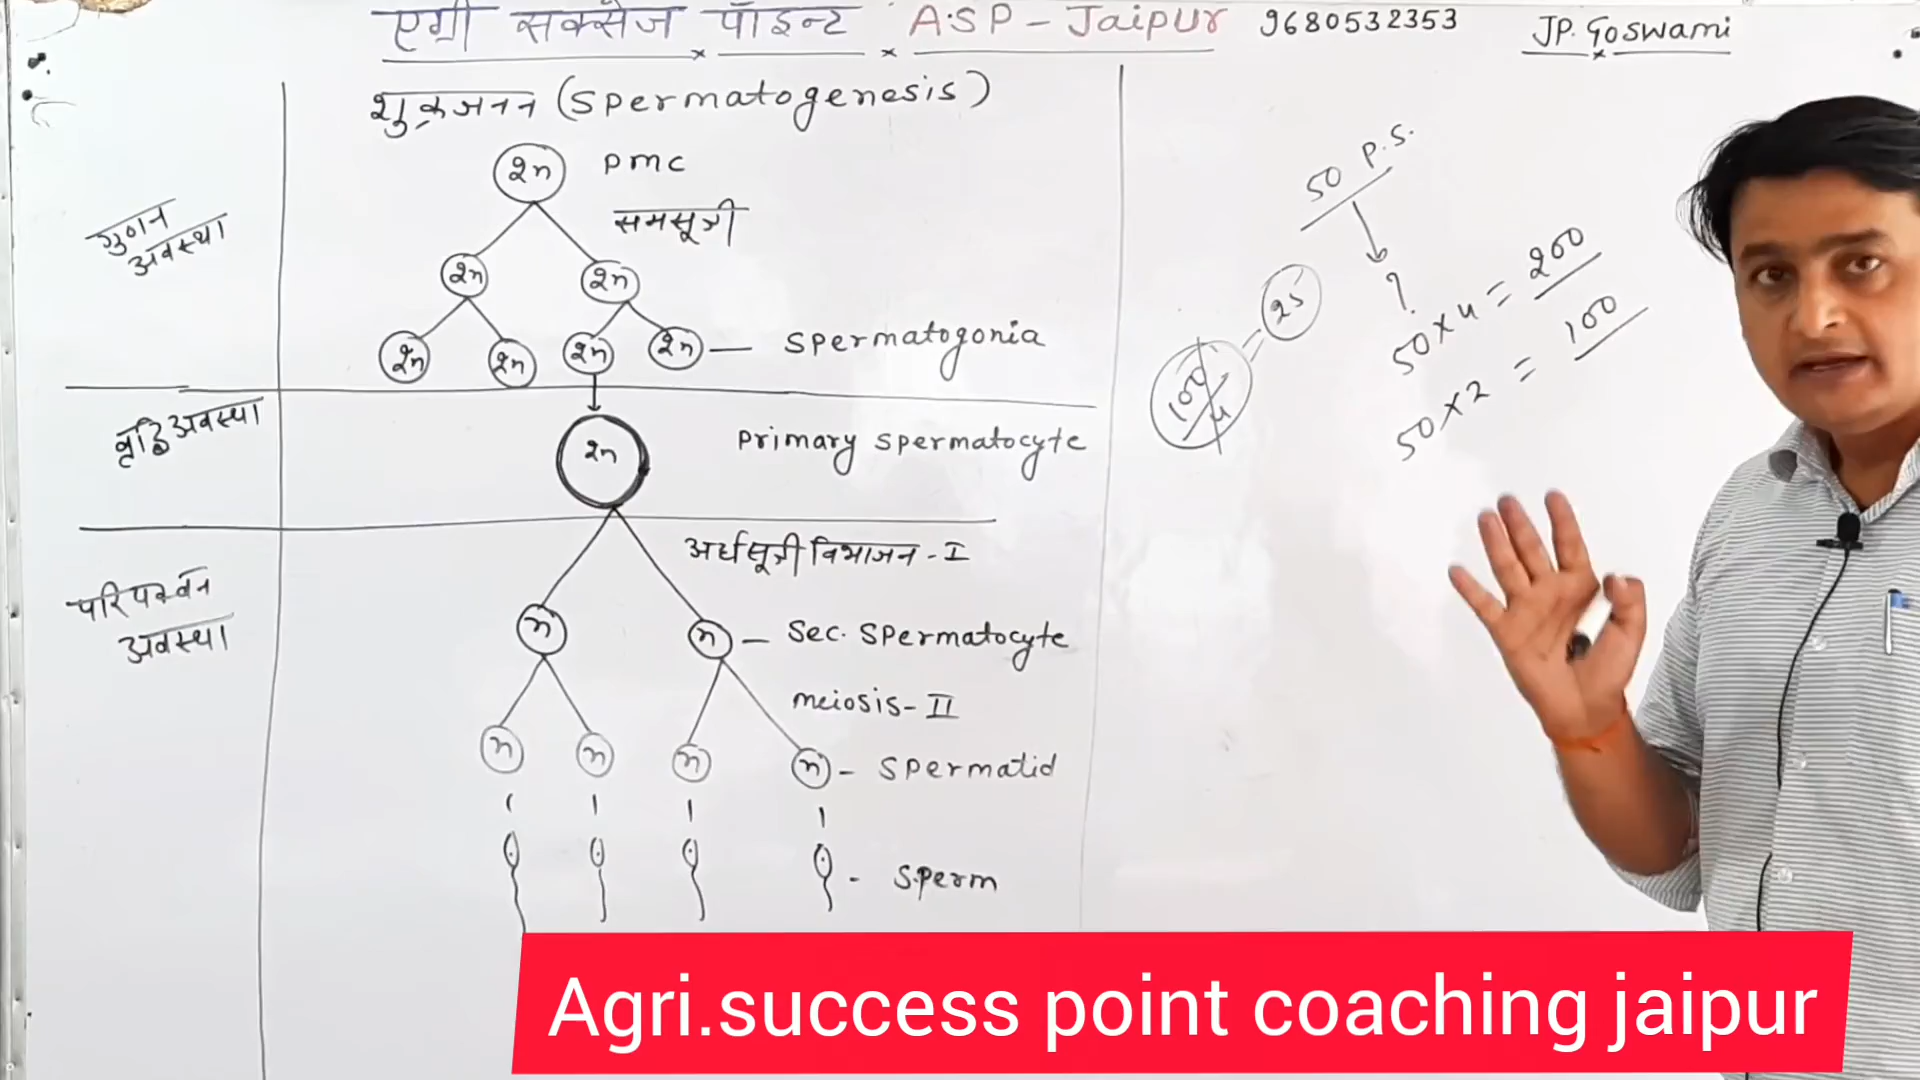 एग्री सक्सेज पॉइन्ट A.S.P - Jaipur 9680532353 JP. Goswami
शुक्रजनन (Spermatogenesis)
2n PMC
समसूत्री
गुणन
अवस्था
2n 2n
2n 2n 2n 2n — Spermatogonia
वृद्धि अवस्था
2n Primary Spermatocyte
अर्धसूत्री विभाजन - I
परिपक्वन
अवस्था
n n — Sec. Spermatocyte
meiosis - II
n n n n - Spermatid
- Sperm
50 P.S.
?
50 x 4 = 200
50 x 2 = 100
100/4 = 25
Agri.success point coaching jaipur